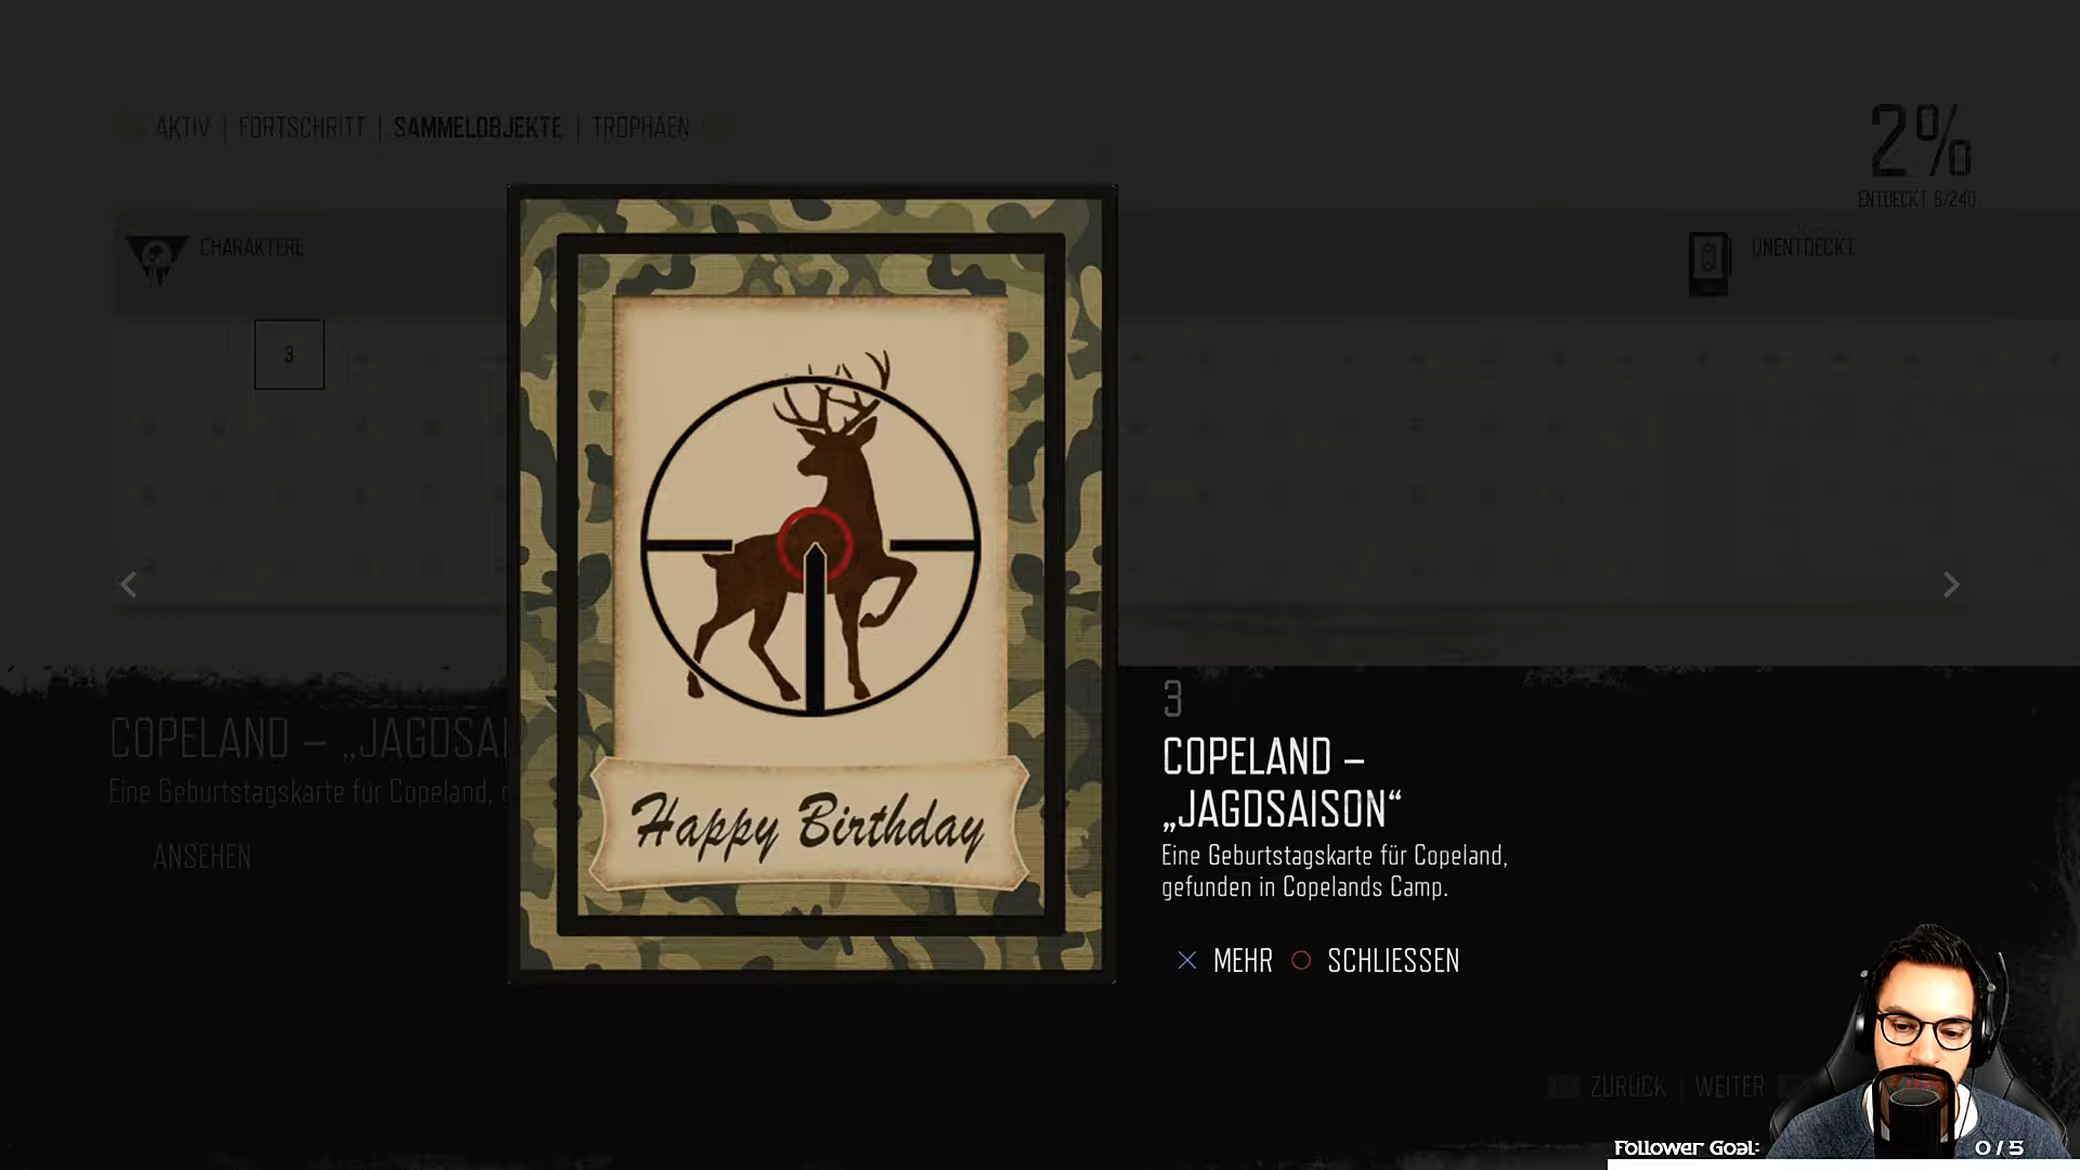 AKTIV | FORTSCHRITT | SAMMELOBJEKTE | TROPHÄEN
2%
ENTDECKT 6/240
CHARAKTERE
UNENTDECKT
3
Happy Birthday
COPELAND – „JAGDSAI
Eine Geburtstagskarte für Copeland,
ANSEHEN
3
COPELAND –
„JAGDSAISON“
Eine Geburtstagskarte für Copeland,
gefunden in Copelands Camp.
MEHR SCHLIESSEN
ZURÜCK | WEITER
Follower Goal: 0 / 5